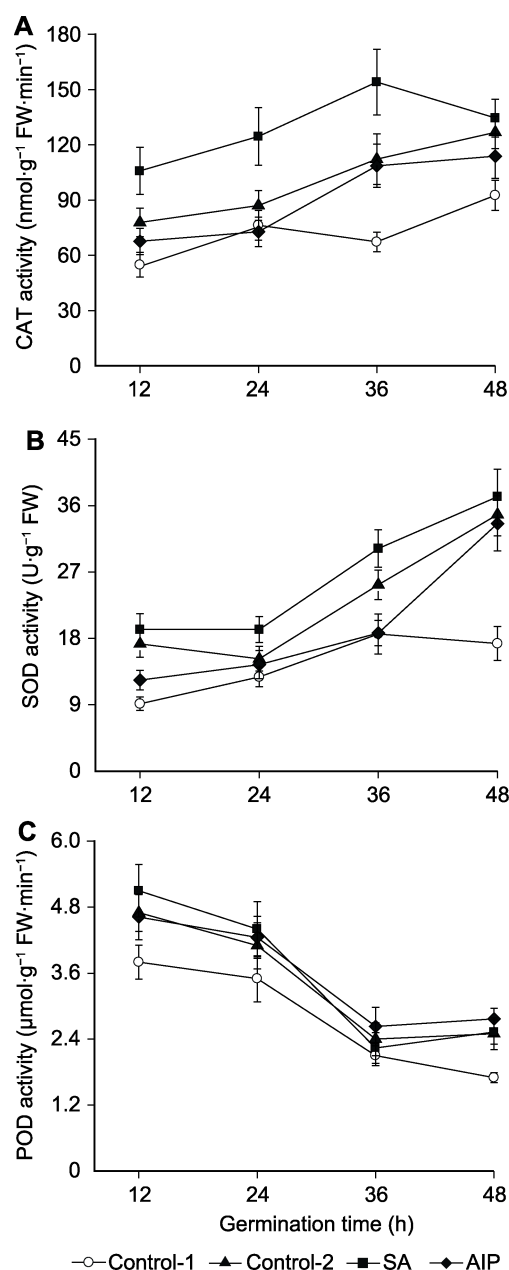 A
CAT activity (nmol·g⁻¹ FW·min⁻¹)
180
150
120
90
60
30
0
12 24 36 48
B
SOD activity (U·g⁻¹ FW)
45
36
27
18
9
0
12 24 36 48
C
POD activity (μmol·g⁻¹ FW·min⁻¹)
6.0
4.8
3.6
2.4
1.2
0
12 24 36 48
Germination time (h)
Control-1 Control-2 SA AIP